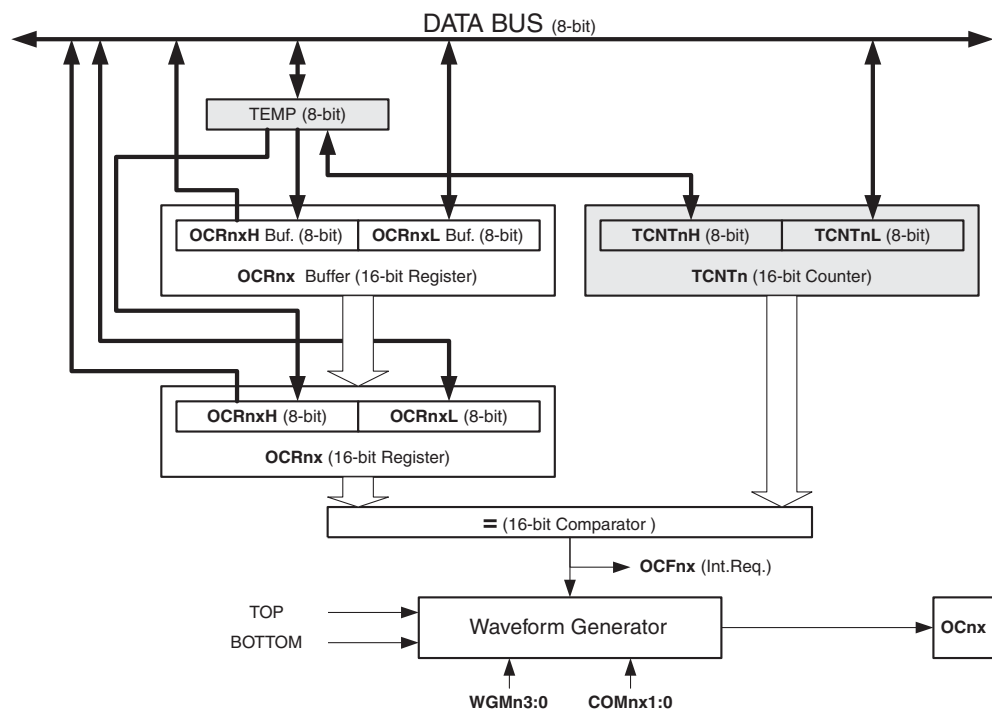 DATA BUS (8-bit)
TEMP (8-bit)
OCRnxH Buf. (8-bit)
OCRnxL Buf. (8-bit)
OCRnx Buffer (16-bit Register)
TCNTnH (8-bit)
TCNTnL (8-bit)
TCNTn (16-bit Counter)
OCRnxH (8-bit)
OCRnxL (8-bit)
OCRnx (16-bit Register)
= (16-bit Comparator )
OCFnx (Int.Req.)
TOP
BOTTOM
Waveform Generator
OCnx
WGMn3:0
COMnx1:0